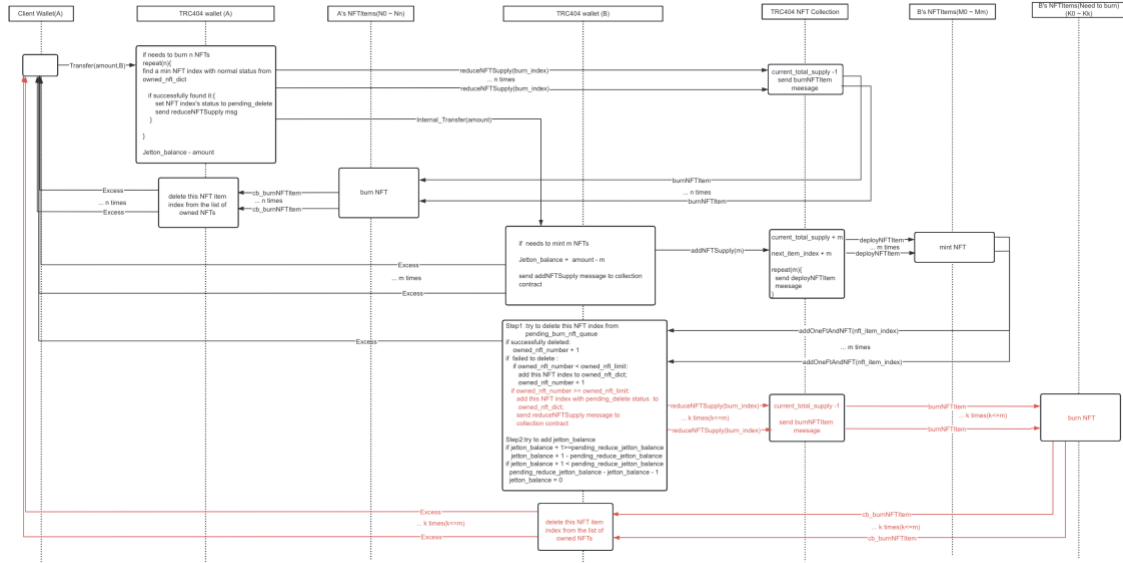 Client Wallet(A)
TRC404 wallet (A)
A's NFTItems(N0 ~ Nn)
TRC404 wallet (B)
TRC404 NFT Collection
B's NFTItems(M0 ~ Mm)
B's NFTItems(Need to burn)
(K0 ~ Kk)
Transfer(amount,B)
if needs to burn n NFTs
repeat(n){
find a min NFT index with normal status from
owned_nft_dict
if successfully found it:{
set NFT index's status to pending_delete
send reduceNFTSupply msg
}
}
Jetton_balance - amount
reduceNFTSupply(burn_index)
... n times
reduceNFTSupply(burn_index)
Internal_Transfer(amount)
current_total_supply -1
send burnNFTItem
meesage
burnNFTItem
... n times
burnNFTItem
burn NFT
cb_burnNFTItem
... n times
cb_burnNFTItem
delete this NFT item
index from the list of
owned NFTs
Excess
... n times
Excess
if needs to mint m NFTs
Jetton_balance + amount - m
send addNFTSupply message to collection
contract
addNFTSupply(m)
current_total_supply + m
next_item_index + m
repeat(m){
send deployNFTItem
meesage
}
deployNFTItem
... m times
deployNFTItem
mint NFT
Excess
... m times
Excess
addOneFtAndNFT(nft_item_index)
... m times
addOneFtAndNFT(nft_item_index)
Step1 :try to delete this NFT index from
pending_burn_nft_queue
if successfully deleted:
owned_nft_number + 1
if failed to delete :
if owned_nft_number < owned_nft_limit:
add this NFT index to owned_nft_dict;
owned_nft_number + 1
if owned_nft_number >= owned_nft_limit:
add this NFT index with pending_delete status to
owned_nft_dict;
send reduceNFTSupply message to
collection contract
Step2:try to add jetton_balance
if jetton_balance + 1>=pending_reduce_jetton_balance
jetton_balance + 1 - pending_reduce_jetton_balance
if jetton_balance + 1 < pending_reduce_jetton_balance
pending_reduce_jetton_balance - jetton_balance - 1
jetton_balance = 0
Excess
reduceNFTSupply(burn_index)
... k times(k<=m)
reduceNFTSupply(burn_index)
current_total_supply -1
send burnNFTItem
meesage
burnNFTItem
... k times(k<=m)
burnNFTItem
burn NFT
cb_burnNFTItem
... k times(k<=m)
cb_burnNFTItem
delete this NFT item
index from the list of
owned NFTs
Excess
... k times(k<=m)
Excess